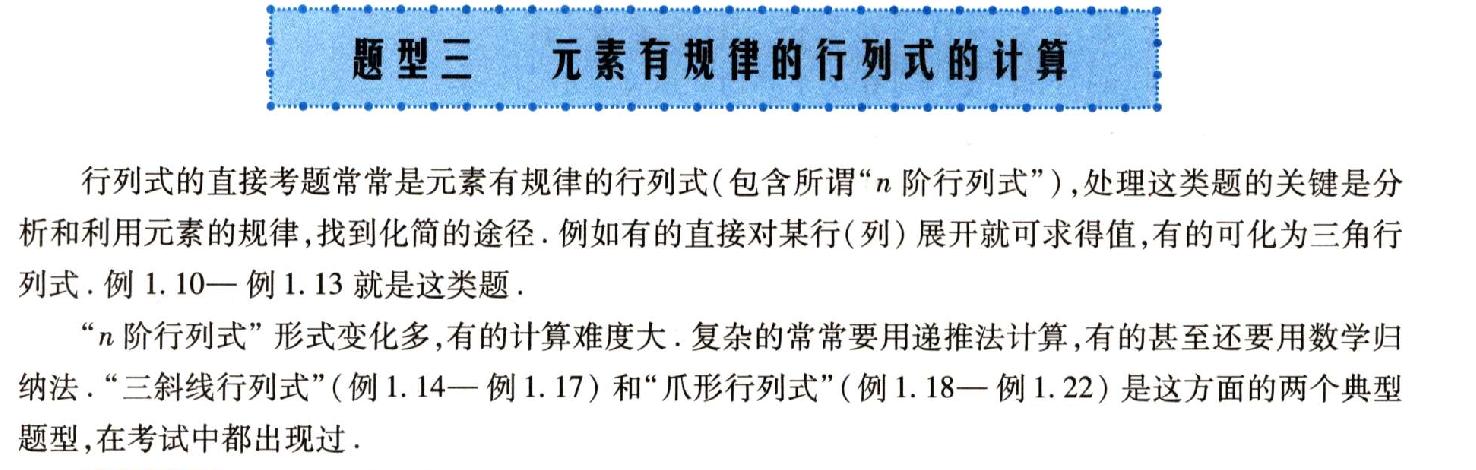 题型三 元素有规律的行列式的计算
行列式的直接考题常常是元素有规律的行列式(包含所谓“n 阶行列式”),处理这类题的关键是分
析和利用元素的规律,找到化简的途径. 例如有的直接对某行(列) 展开就可求得值,有的可化为三角行
列式. 例 1. 10— 例 1. 13 就是这类题.
“n 阶行列式” 形式变化多,有的计算难度大. 复杂的常常要用递推法计算,有的甚至还要用数学归
纳法. “三斜线行列式”(例 1. 14— 例 1. 17) 和“爪形行列式”(例 1. 18— 例 1. 22) 是这方面的两个典型
题型,在考试中都出现过.